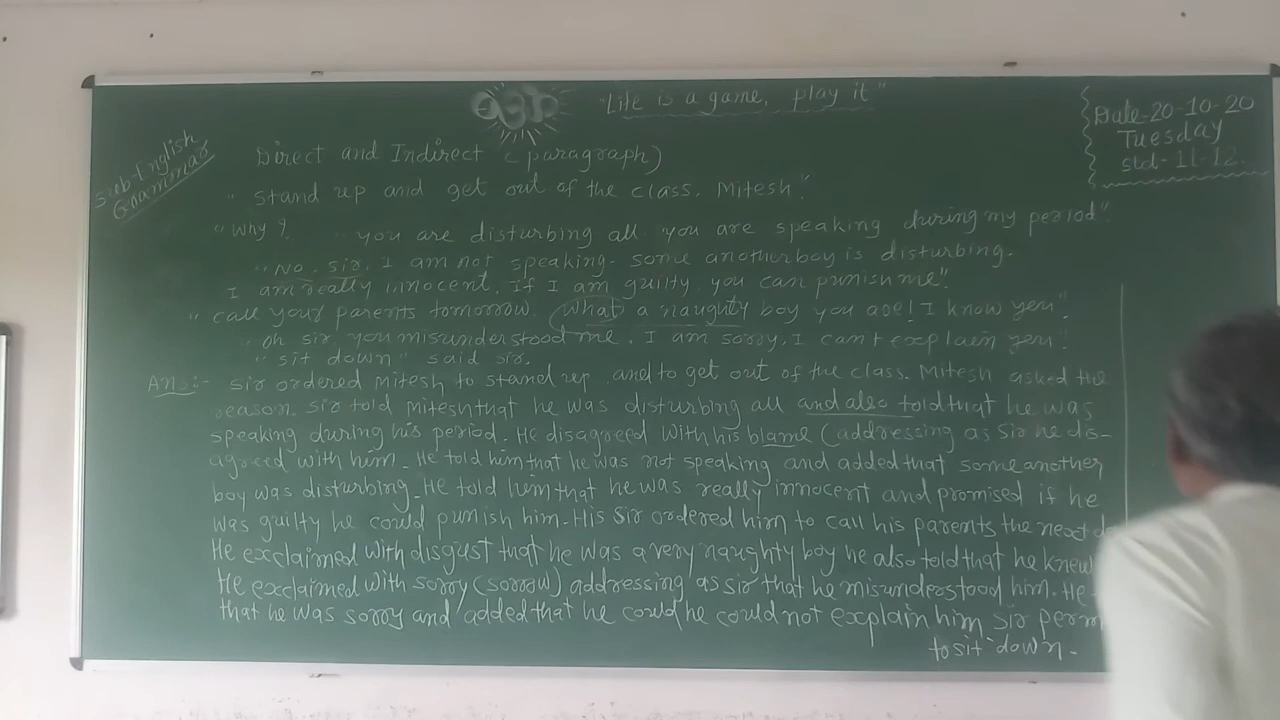 "Life is a game, play it"
Date-20-10-20
Tuesday
Std-11-12.
Sub-English
Grammar
Direct and Indirect (paragraph)
"Stand up and get out of the class. Mitesh."
"Why? "you are disturbing all you are speaking during my period".
"No, sir, I am not speaking. some another boy is disturbing.
I am really innocent. If I am guilty, you can punish me."
"call your parents tomorrow. What a naughty boy you are! I know you".
"oh sir, you misunderstood me. I am sorry, I can't explain you."
"sit down" said sir.
Ans:- Sir ordered Mitesh to stand up and to get out of the class. Mitesh asked the
reason. Sir told Mitesh that he was disturbing all and also told that he was
speaking during his period. He disagreed with his blame (addressing as Sir he dis-
agreed with him. He told him that he was not speaking and added that some another
boy was disturbing. He told him that he was really innocent and promised if he
was guilty he could punish him. His Sir ordered him to call his parents the next
He exclaimed with disgust that he was a very naughty boy he also told that he knew
He exclaimed with sorry (sorrow) addressing as sir that he misunderstood him. He
that he was sorry and added that he could he could not explain him sir
to sit down.